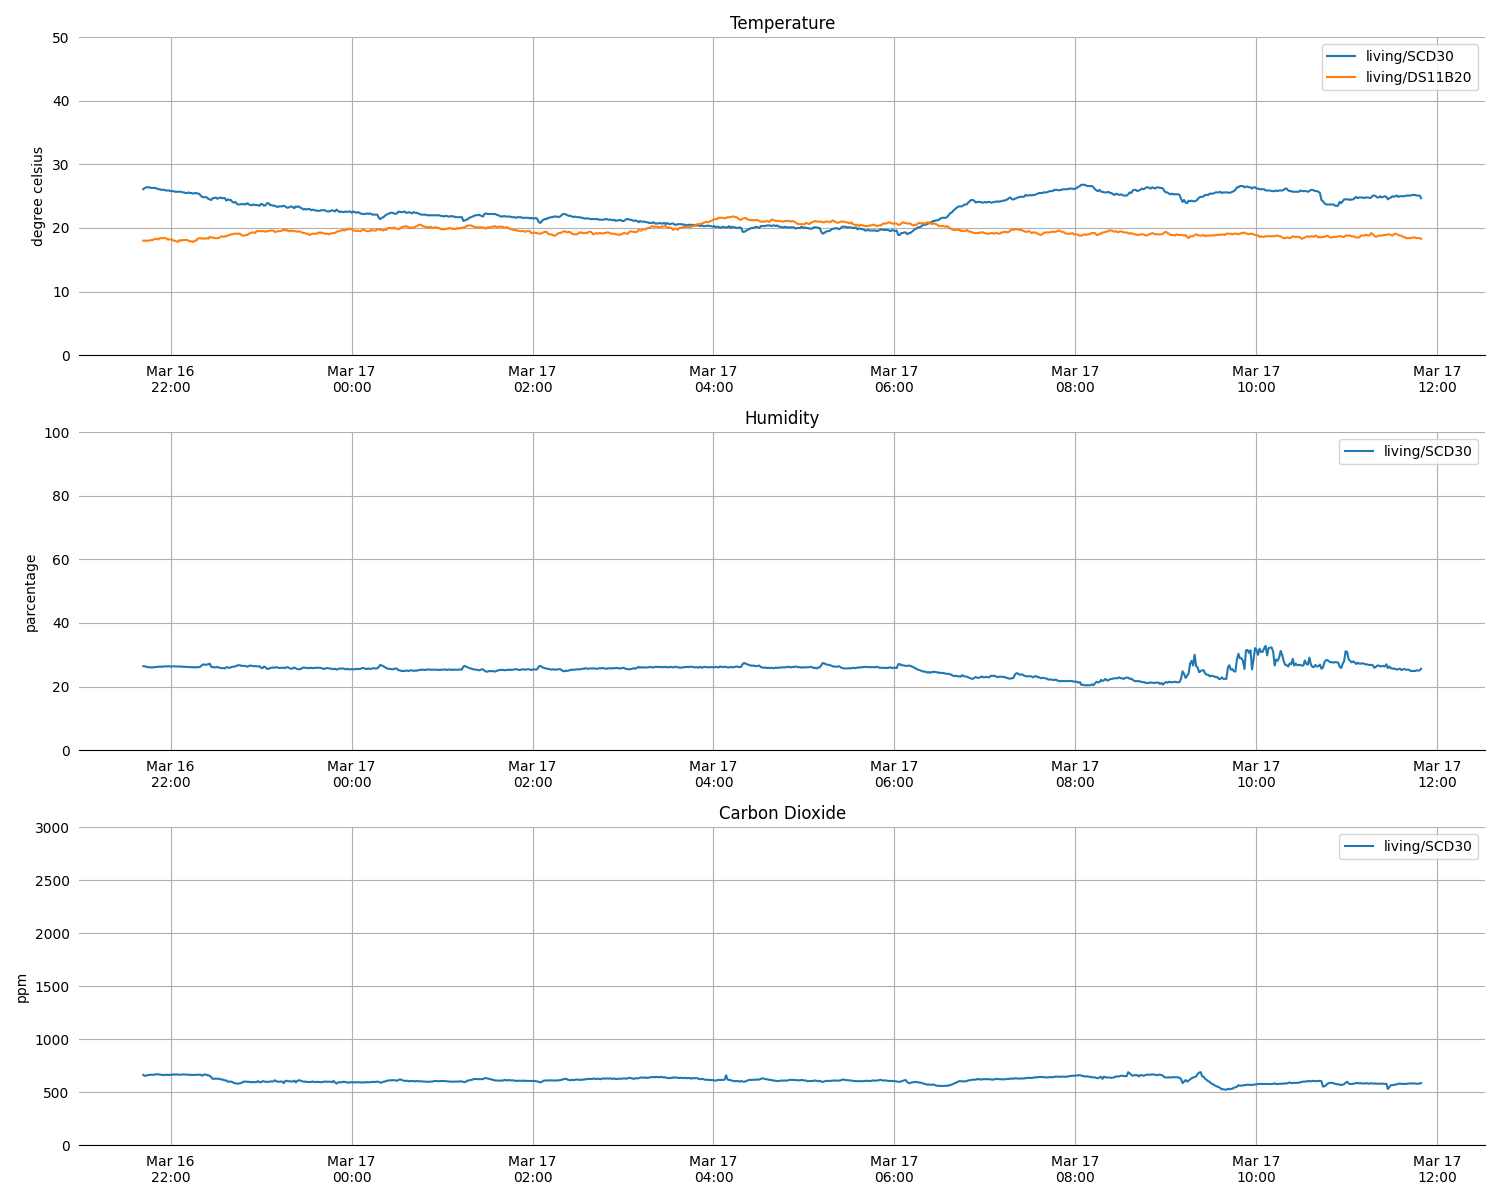 Temperature
degree celsius
50
40
30
20
10
0
living/SCD30
living/DS11B20
Mar 16 Mar 17 Mar 17 Mar 17 Mar 17 Mar 17 Mar 17 Mar 17
22:00 00:00 02:00 04:00 06:00 08:00 10:00 12:00
Humidity
parcentage
100
80
60
40
20
0
living/SCD30
Mar 16 Mar 17 Mar 17 Mar 17 Mar 17 Mar 17 Mar 17 Mar 17
22:00 00:00 02:00 04:00 06:00 08:00 10:00 12:00
Carbon Dioxide
ppm
3000
2500
2000
1500
1000
500
0
living/SCD30
Mar 16 Mar 17 Mar 17 Mar 17 Mar 17 Mar 17 Mar 17 Mar 17
22:00 00:00 02:00 04:00 06:00 08:00 10:00 12:00